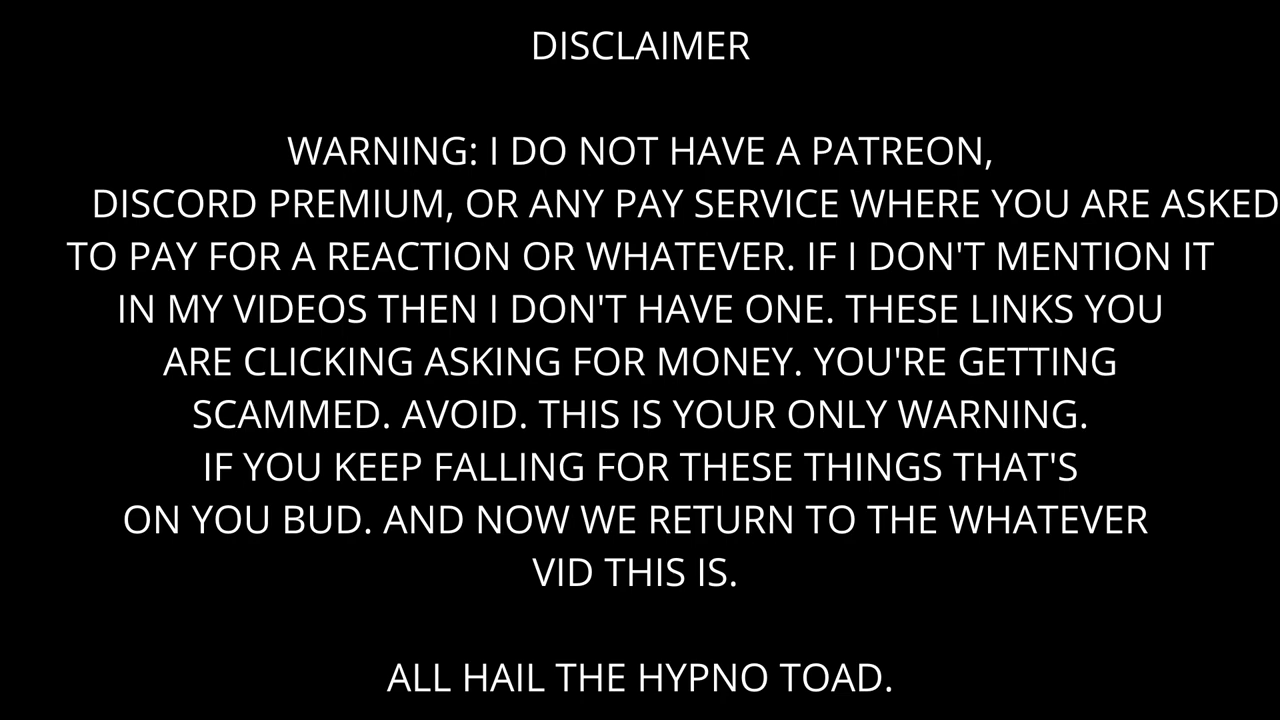 DISCLAIMER
WARNING: I DO NOT HAVE A PATREON,
DISCORD PREMIUM, OR ANY PAY SERVICE WHERE YOU ARE ASKED
TO PAY FOR A REACTION OR WHATEVER. IF I DON'T MENTION IT
IN MY VIDEOS THEN I DON'T HAVE ONE. THESE LINKS YOU
ARE CLICKING ASKING FOR MONEY. YOU'RE GETTING
SCAMMED. AVOID. THIS IS YOUR ONLY WARNING.
IF YOU KEEP FALLING FOR THESE THINGS THAT'S
ON YOU BUD. AND NOW WE RETURN TO THE WHATEVER
VID THIS IS.
ALL HAIL THE HYPNO TOAD.